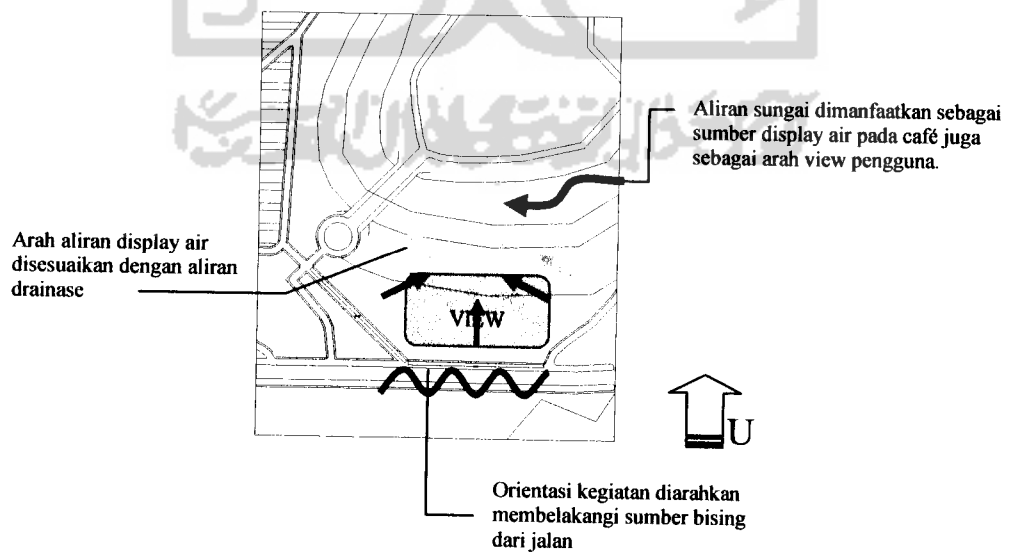 Aliran sungai dimanfaatkan sebagai
sumber display air pada café juga
sebagai arah view pengguna.
Arah aliran display air
disesuaikan dengan aliran
drainase
VIEW
U
Orientasi kegiatan diarahkan
membelakangi sumber bising
dari jalan